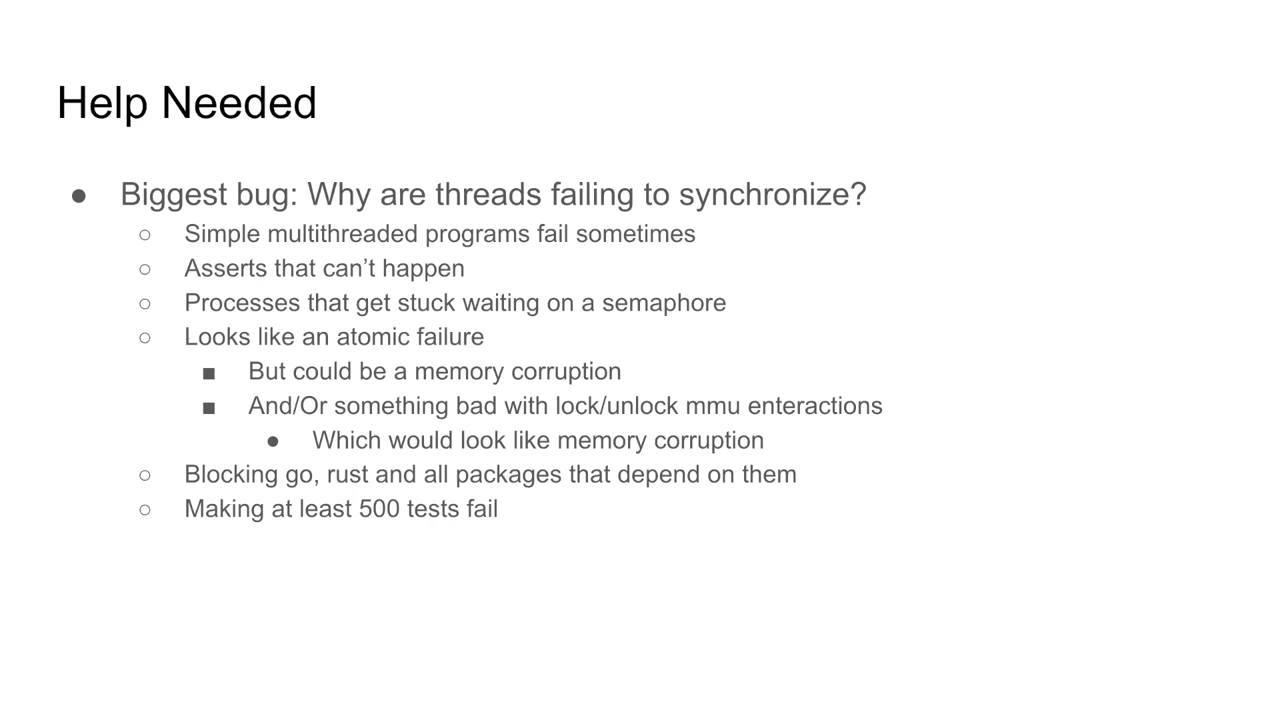 Help Needed
● Biggest bug: Why are threads failing to synchronize?
○ Simple multithreaded programs fail sometimes
○ Asserts that can’t happen
○ Processes that get stuck waiting on a semaphore
○ Looks like an atomic failure
■ But could be a memory corruption
■ And/Or something bad with lock/unlock mmu enteractions
● Which would look like memory corruption
○ Blocking go, rust and all packages that depend on them
○ Making at least 500 tests fail